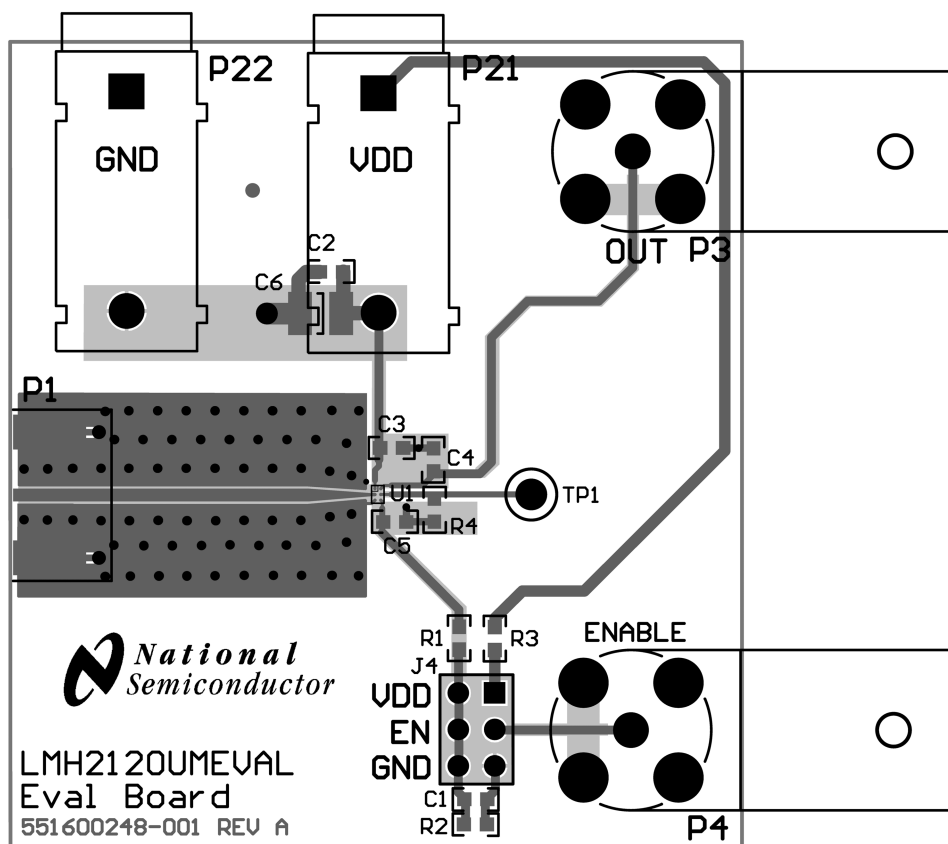 P22
P21
GND
VDD
OUT
P3
C2
C6
P1
C3
C4
U1
TP1
R4
C5
R1
R3
ENABLE
J4
National
Semiconductor
VDD
EN
GND
LMH2120UMEVAL
Eval Board
551600248-001 REV A
C1
R2
P4